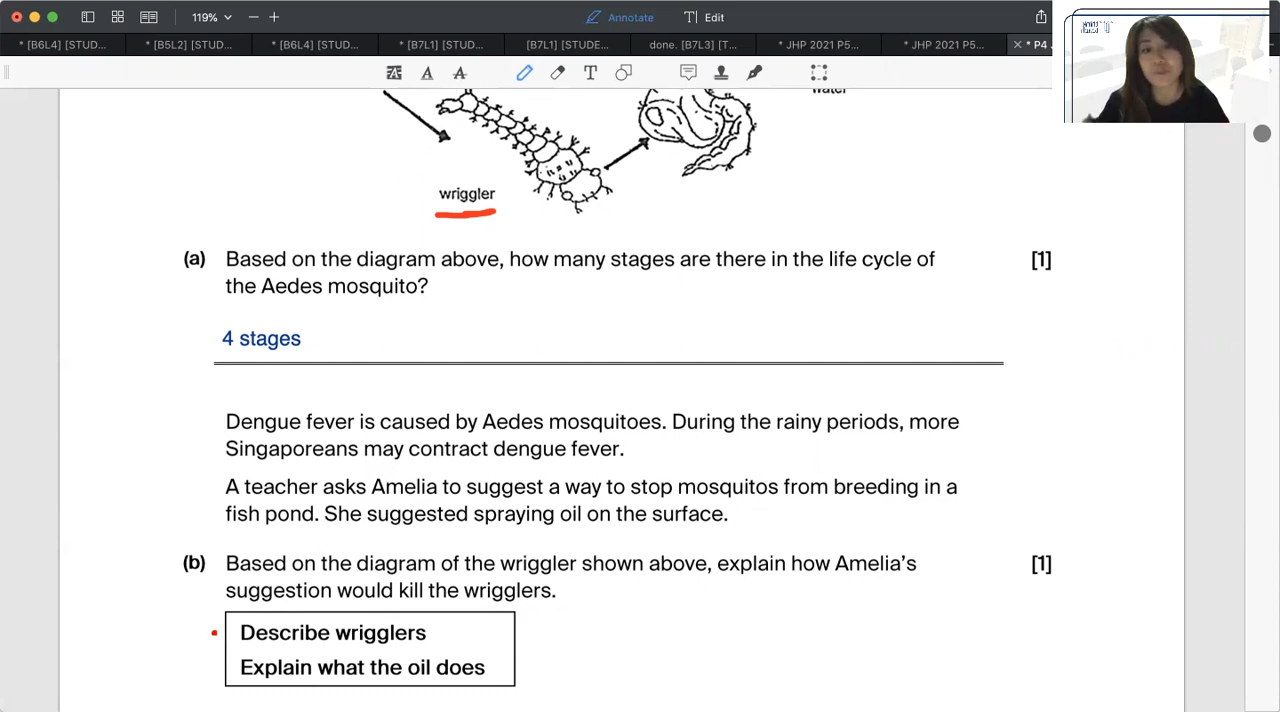 119%
Annotate
Edit
* [B6L4] [STUD...
* [B5L2] [STUD...
* [B6L4] [STUD...
* [B7L1] [STUD...
[B7L1] [STUDE...
done. [B7L3] [T...
* JHP 2021 P5...
* JHP 2021 P5...
* P4
water
wriggler
(a) Based on the diagram above, how many stages are there in the life cycle of [1]
the Aedes mosquito?
4 stages
Dengue fever is caused by Aedes mosquitoes. During the rainy periods, more
Singaporeans may contract dengue fever.
A teacher asks Amelia to suggest a way to stop mosquitos from breeding in a
fish pond. She suggested spraying oil on the surface.
(b) Based on the diagram of the wriggler shown above, explain how Amelia's [1]
suggestion would kill the wrigglers.
Describe wrigglers
Explain what the oil does